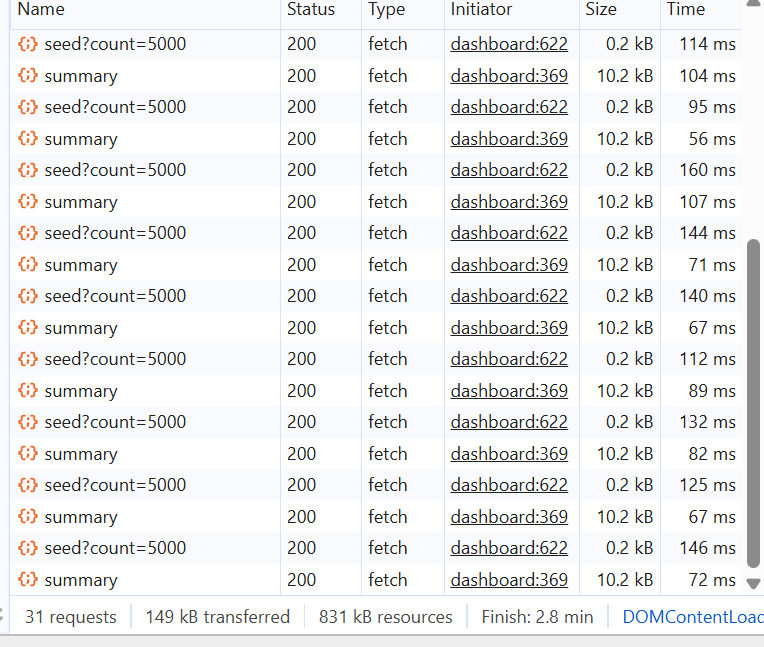 Name Status Type Initiator Size Time
seed?count=5000 200 fetch dashboard:622 0.2 kB 114 ms
summary 200 fetch dashboard:369 10.2 kB 104 ms
seed?count=5000 200 fetch dashboard:622 0.2 kB 95 ms
summary 200 fetch dashboard:369 10.2 kB 56 ms
seed?count=5000 200 fetch dashboard:622 0.2 kB 160 ms
summary 200 fetch dashboard:369 10.2 kB 107 ms
seed?count=5000 200 fetch dashboard:622 0.2 kB 144 ms
summary 200 fetch dashboard:369 10.2 kB 71 ms
seed?count=5000 200 fetch dashboard:622 0.2 kB 140 ms
summary 200 fetch dashboard:369 10.2 kB 67 ms
seed?count=5000 200 fetch dashboard:622 0.2 kB 112 ms
summary 200 fetch dashboard:369 10.2 kB 89 ms
seed?count=5000 200 fetch dashboard:622 0.2 kB 132 ms
summary 200 fetch dashboard:369 10.2 kB 82 ms
seed?count=5000 200 fetch dashboard:622 0.2 kB 125 ms
summary 200 fetch dashboard:369 10.2 kB 67 ms
seed?count=5000 200 fetch dashboard:622 0.2 kB 146 ms
summary 200 fetch dashboard:369 10.2 kB 72 ms
31 requests 149 kB transferred 831 kB resources Finish: 2.8 min DOMContentLoad